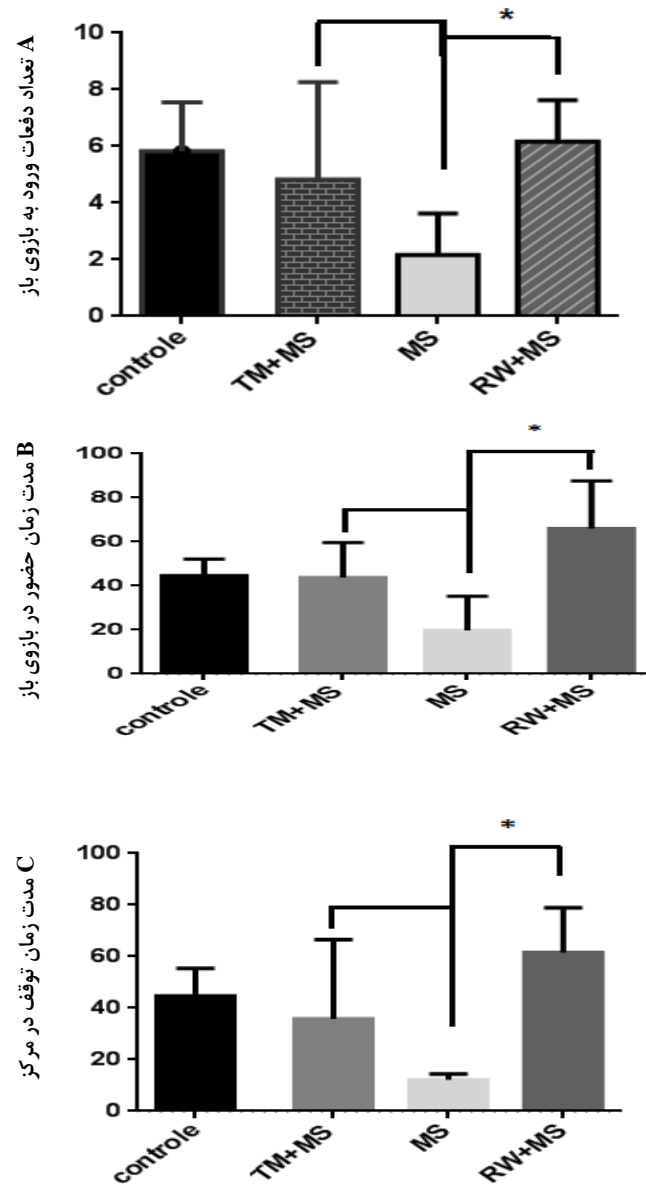 A تعداد دفعات ورود به بازوی باز
*
10
8
6
4
2
0
controle
TM+MS
MS
RW+MS
B مدت زمان حضور در بازوی باز
*
100
80
60
40
20
0
controle
TM+MS
MS
RW+MS
C مدت زمان توقف در مرکز
*
100
80
60
40
20
0
controle
TM+MS
MS
RW+MS